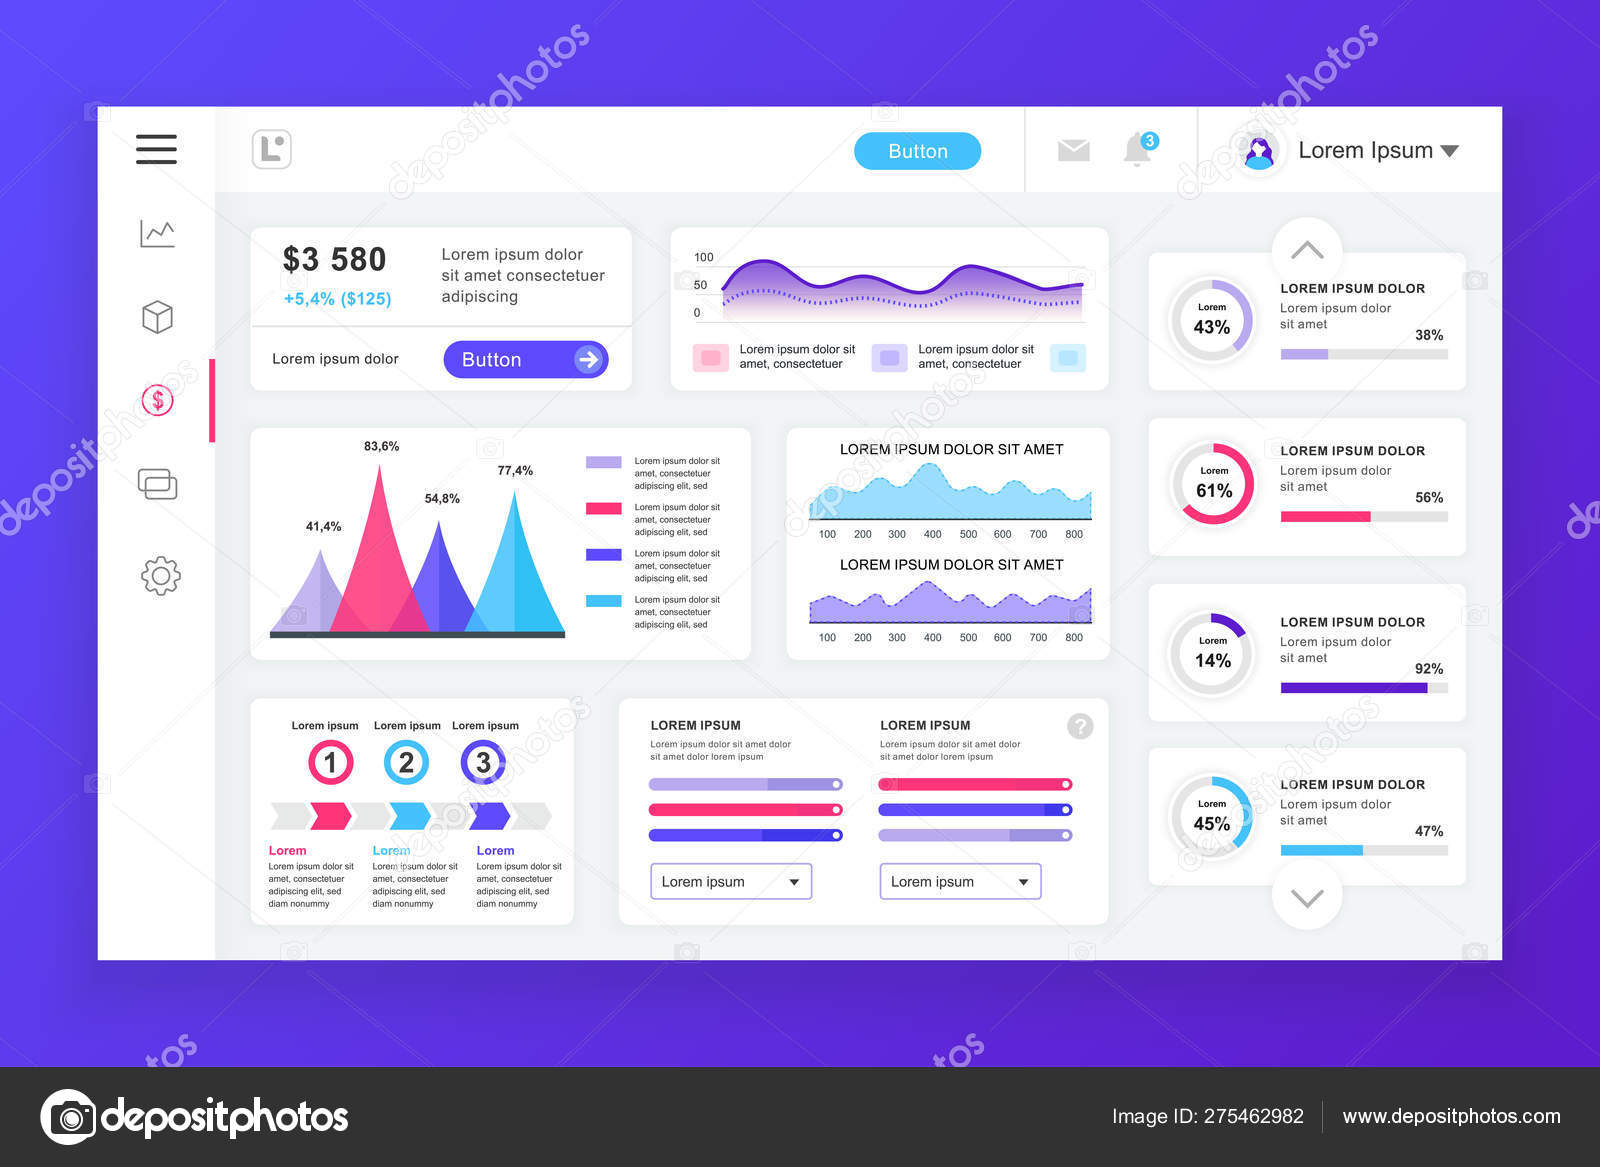 Button
3
Lorem Ipsum
$3 580
+5,4% ($125)
Lorem ipsum dolor
sit amet consectetuer
adipiscing
Lorem ipsum dolor
Button
100
50
0
Lorem ipsum dolor sit
amet, consectetuer
Lorem ipsum dolor sit
amet, consectetuer
Lorem
43%
LOREM IPSUM DOLOR
Lorem ipsum dolor
sit amet
38%
83,6%
77,4%
54,8%
41,4%
Lorem ipsum dolor sit
amet, consectetuer
adipiscing elit, sed
Lorem ipsum dolor sit
amet, consectetuer
adipiscing elit, sed
Lorem ipsum dolor sit
amet, consectetuer
adipiscing elit, sed
Lorem ipsum dolor sit
amet, consectetuer
adipiscing elit, sed
LOREM IPSUM DOLOR SIT AMET
100 200 300 400 500 600 700 800
LOREM IPSUM DOLOR SIT AMET
100 200 300 400 500 600 700 800
Lorem
61%
LOREM IPSUM DOLOR
Lorem ipsum dolor
sit amet
56%
Lorem
14%
LOREM IPSUM DOLOR
Lorem ipsum dolor
sit amet
92%
Lorem ipsum Lorem ipsum Lorem ipsum
1 2 3
Lorem
Lorem ipsum dolor sit
amet, consectetuer
adipiscing elit, sed
diam nonummy
Lorem
Lorem ipsum dolor sit
amet, consectetuer
adipiscing elit, sed
diam nonummy
Lorem
Lorem ipsum dolor sit
amet, consectetuer
adipiscing elit, sed
diam nonummy
LOREM IPSUM
Lorem ipsum dolor sit amet dolor
sit amet dolor lorem ipsum
Lorem ipsum
LOREM IPSUM
Lorem ipsum dolor sit amet dolor
sit amet dolor lorem ipsum
?
Lorem ipsum
Lorem
45%
LOREM IPSUM DOLOR
Lorem ipsum dolor
sit amet
47%
depositphotos
depositphotos
depositphotos
depositphotos
depositphotos
depositphotos
depositphotos
depositphotos
Image ID: 275462982
www.depositphotos.com